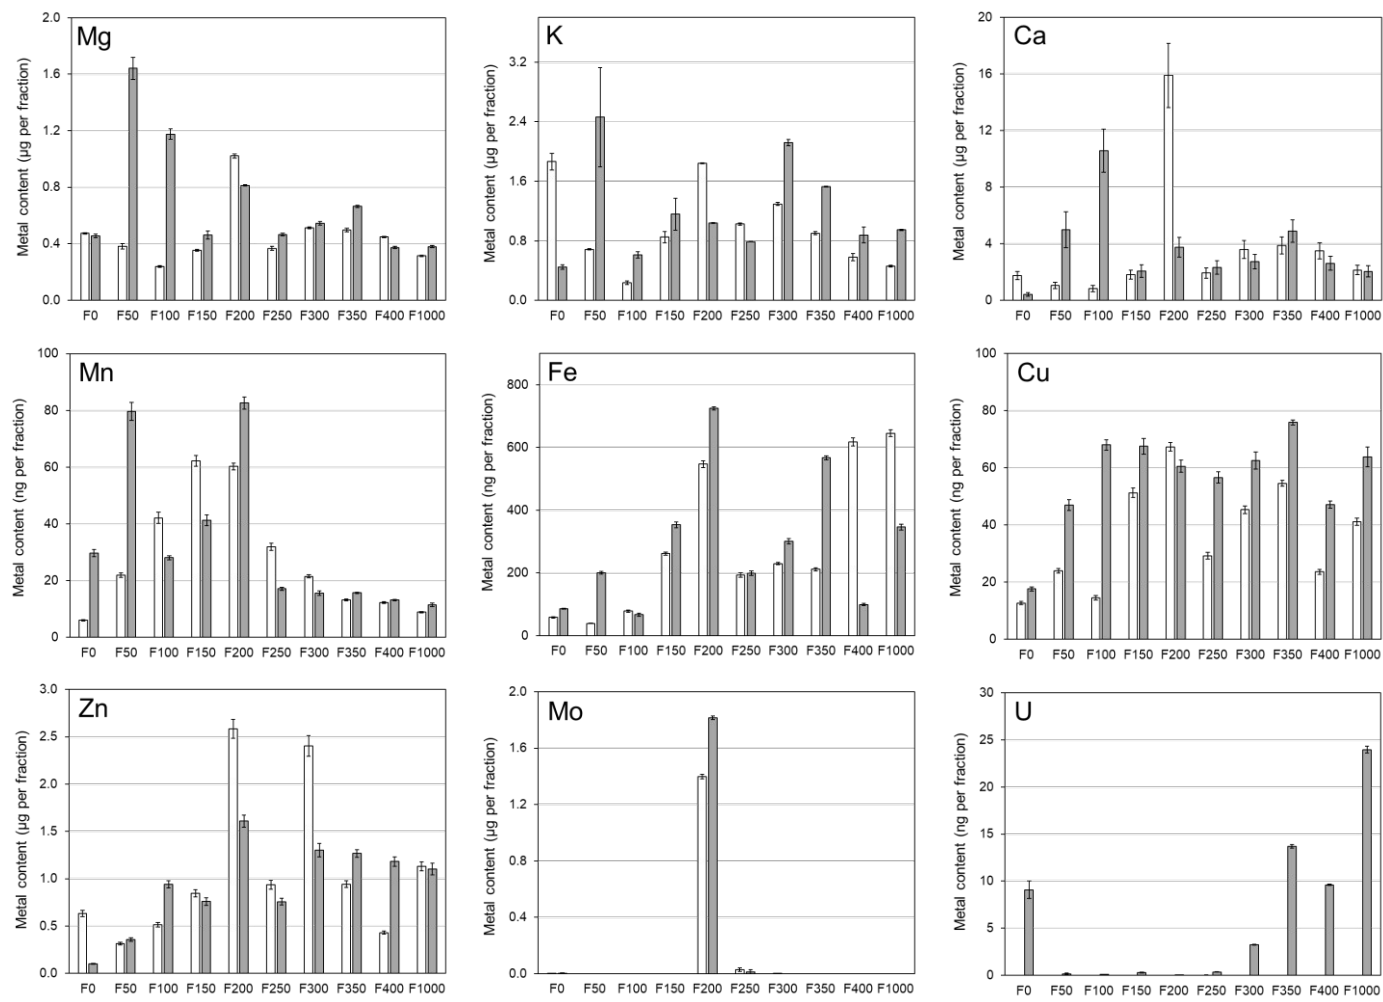 Mg
Metal content (µg per fraction)
2.0
1.6
1.2
0.8
0.4
0.0
F0 F50 F100 F150 F200 F250 F300 F350 F400 F1000
K
Metal content (µg per fraction)
3.2
2.4
1.6
0.8
0.0
F0 F50 F100 F150 F200 F250 F300 F350 F400 F1000
Ca
Metal content (µg per fraction)
20
16
12
8
4
0
F0 F50 F100 F150 F200 F250 F300 F350 F400 F1000
Mn
Metal content (ng per fraction)
100
80
60
40
20
0
F0 F50 F100 F150 F200 F250 F300 F350 F400 F1000
Fe
Metal content (ng per fraction)
800
600
400
200
0
F0 F50 F100 F150 F200 F250 F300 F350 F400 F1000
Cu
Metal content (ng per fraction)
100
80
60
40
20
0
F0 F50 F100 F150 F200 F250 F300 F350 F400 F1000
Zn
Metal content (µg per fraction)
3.0
2.5
2.0
1.5
1.0
0.5
0.0
F0 F50 F100 F150 F200 F250 F300 F350 F400 F1000
Mo
Metal content (µg per fraction)
2.0
1.6
1.2
0.8
0.4
0.0
F0 F50 F100 F150 F200 F250 F300 F350 F400 F1000
U
Metal content (ng per fraction)
30
25
20
15
10
5
0
F0 F50 F100 F150 F200 F250 F300 F350 F400 F1000